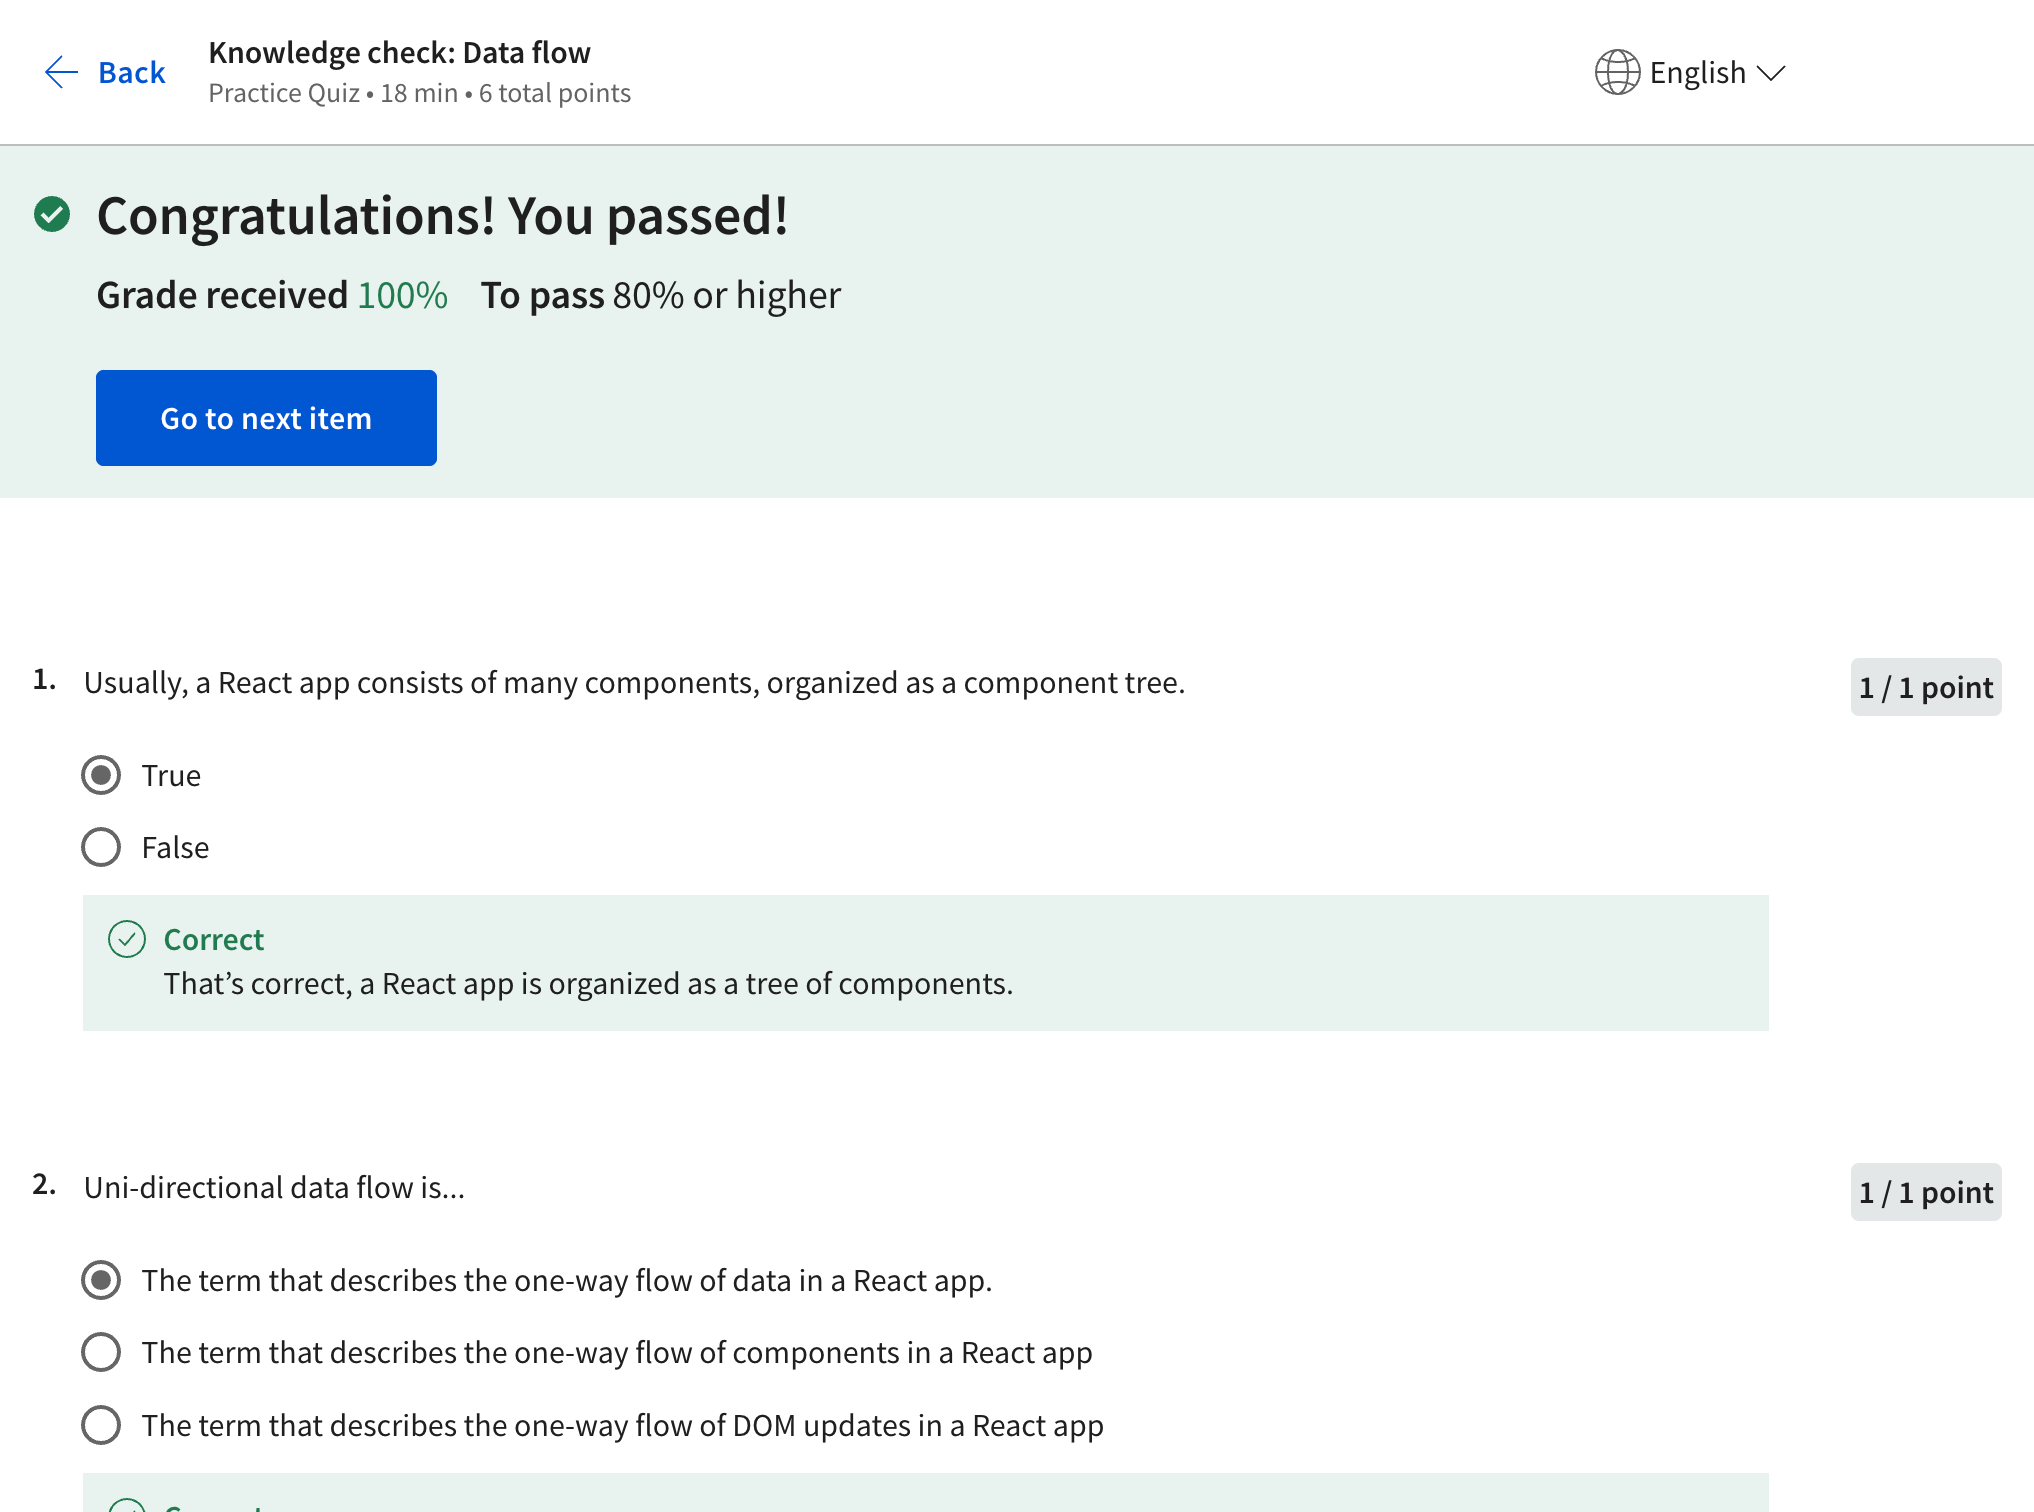 Back
Knowledge check: Data flow
Practice Quiz • 18 min • 6 total points
English
Congratulations! You passed!
Grade received 100% To pass 80% or higher
Go to next item
1. Usually, a React app consists of many components, organized as a component tree.
1 / 1 point
True
False
Correct
That’s correct, a React app is organized as a tree of components.
2. Uni-directional data flow is...
1 / 1 point
The term that describes the one-way flow of data in a React app.
The term that describes the one-way flow of components in a React app
The term that describes the one-way flow of DOM updates in a React app